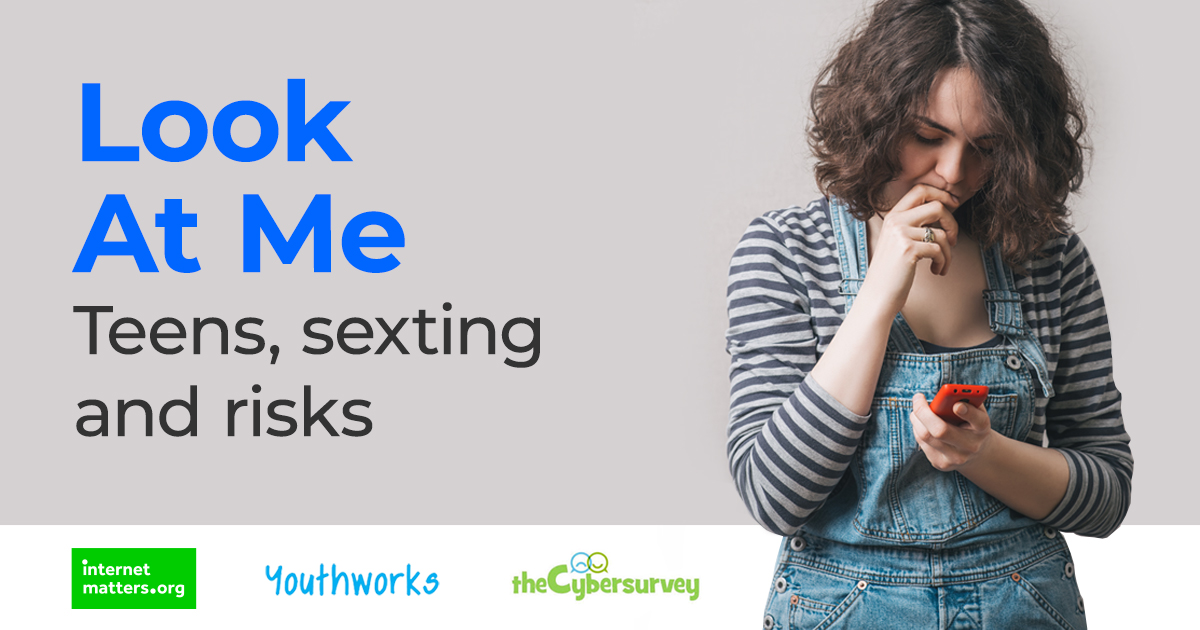 Look
At Me
Teens, sexting
and risks
internet
matters.org
Youthworks
theCybersurvey